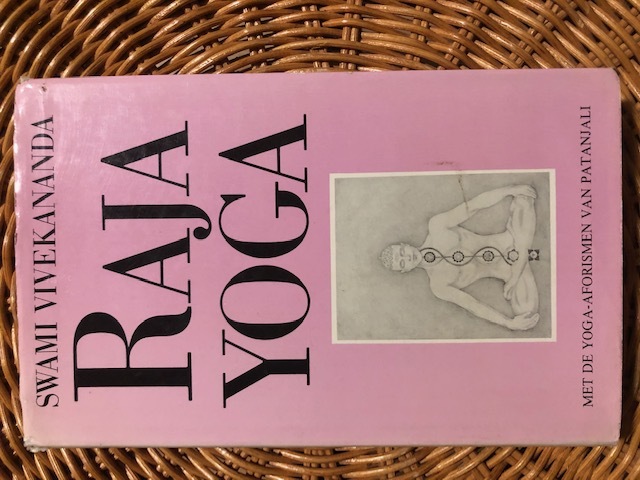 SWAMI VIVEKANANDA
RAJA
YOGA
MET DE YOGA-AFORISMEN VAN PATANJALI